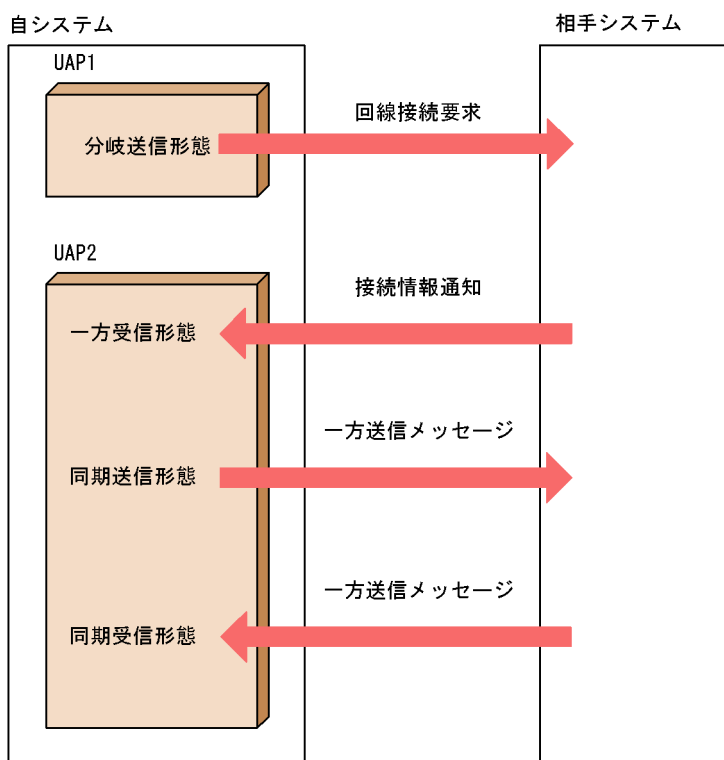 自システム
相手システム
UAP1
回線接続要求
分岐送信形態
UAP2
接続情報通知
一方受信形態
一方送信メッセージ
同期送信形態
一方送信メッセージ
同期受信形態